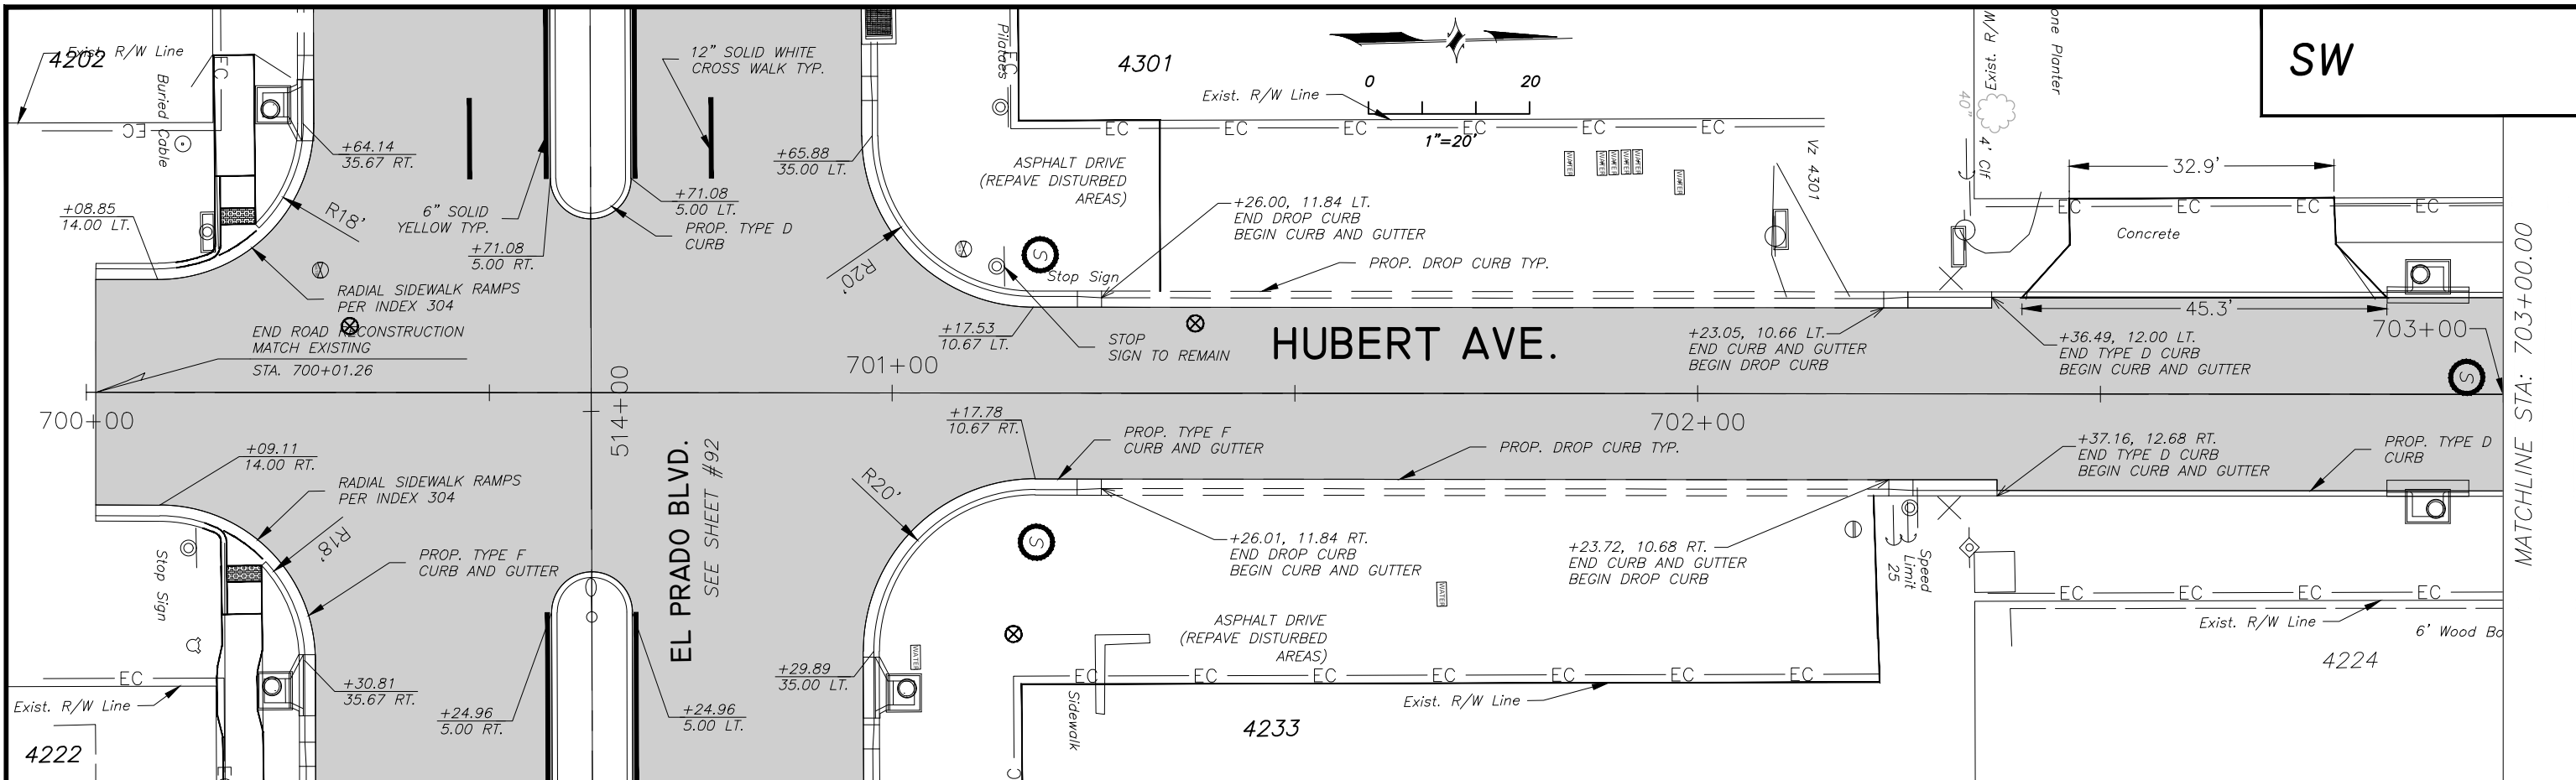 Exist. R/W Line
4202
Buried Cable
EC
EC
+64.14
35.67 RT.
+08.85
14.00 LT.
R18'
6" SOLID
YELLOW TYP.
+71.08
5.00 RT.
12" SOLID WHITE
CROSS WALK TYP.
+71.08
5.00 LT.
PROP. TYPE D
CURB
+65.88
35.00 LT.
RADIAL SIDEWALK RAMPS
PER INDEX 304
END ROAD RECONSTRUCTION
MATCH EXISTING
STA. 700+01.26
700+00
514+00
701+00
R20'
Pilatoes
EC
4301
Exist. R/W Line
0
20
1"=20'
EC
EC
EC
EC
EC
EC
ASPHALT DRIVE
(REPAVE DISTURBED
AREAS)
WATER
WATER
WATER
WATER
WATER
WATER
S
Stop Sign
+26.00, 11.84 LT.
END DROP CURB
BEGIN CURB AND GUTTER
PROP. DROP CURB TYP.
+17.53
10.67 LT.
STOP
SIGN TO REMAIN
HUBERT AVE.
Vz 4301
40"
4' Clf
M/ Exist. R/
one Planter
SW
32.9'
EC
EC
EC
EC
Concrete
45.3'
+23.05, 10.66 LT.
END CURB AND GUTTER
BEGIN DROP CURB
+36.49, 12.00 LT.
END TYPE D CURB
BEGIN CURB AND GUTTER
703+00
S
MATCHLINE STA: 703+00.00
702+00
+09.11
14.00 RT.
RADIAL SIDEWALK RAMPS
PER INDEX 304
R18'
PROP. TYPE F
CURB AND GUTTER
Stop Sign
EC
Exist. R/W Line
4222
EC
+30.81
35.67 RT.
+24.96
5.00 RT.
+24.96
5.00 LT.
EL PRADO BLVD.
SEE SHEET #92
+29.89
35.00 LT.
WATER
+17.78
10.67 RT.
PROP. TYPE F
CURB AND GUTTER
PROP. DROP CURB TYP.
R20'
S
+26.01, 11.84 RT.
END DROP CURB
BEGIN CURB AND GUTTER
WATER
+23.72, 10.68 RT.
END CURB AND GUTTER
BEGIN DROP CURB
+37.16, 12.68 RT.
END TYPE D CURB
BEGIN CURB AND GUTTER
PROP. TYPE D
CURB
Speed
Limit
25
ASPHALT DRIVE
(REPAVE DISTURBED
AREAS)
EC
EC
EC
EC
EC
EC
EC
Sidewalk
Exist. R/W Line
4233
EC
EC
EC
EC
Exist. R/W Line
6' Wood Bo
4224